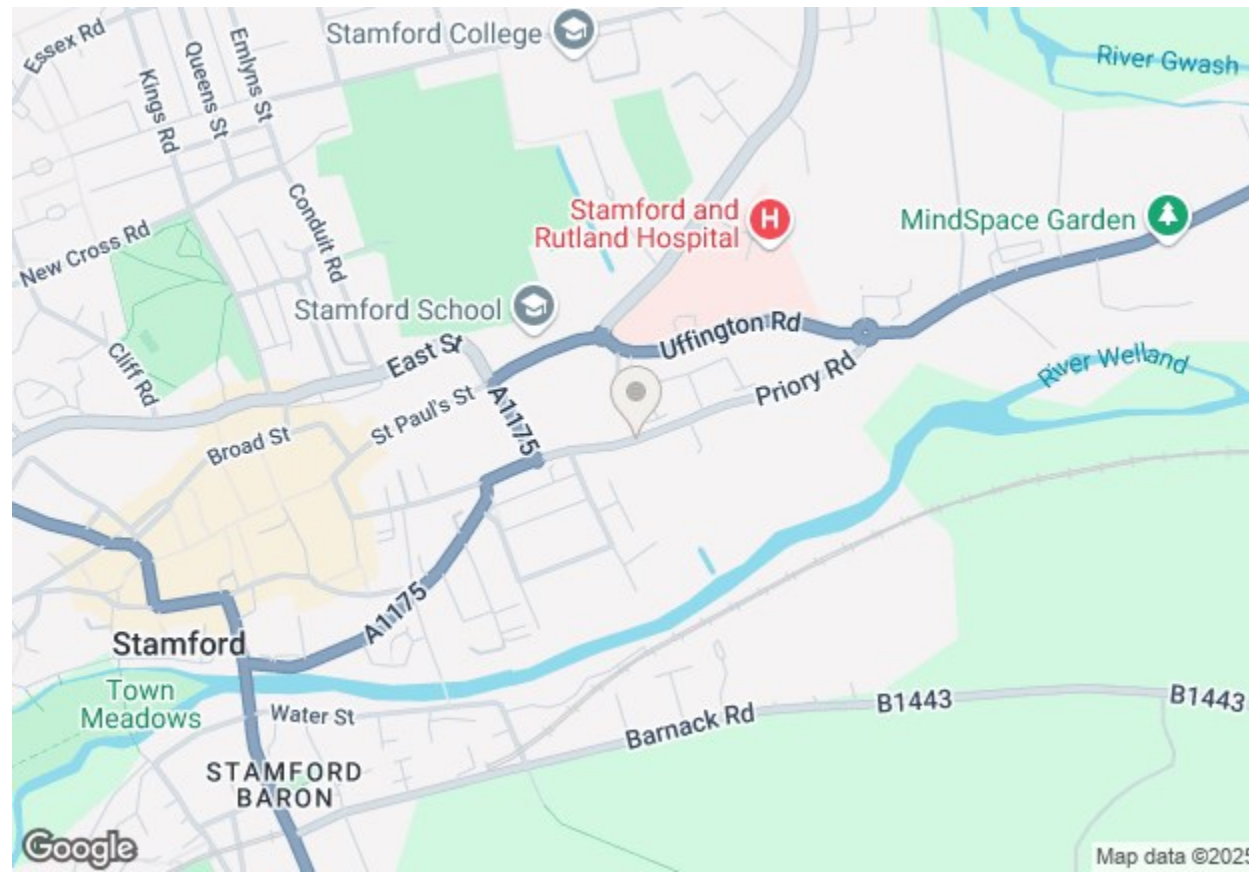 Stamford College
Essex Rd
Kings Rd
Queens St
Emlyns St
River Gwash
Conduit Rd
Stamford and
Rutland Hospital
H
MindSpace Garden
New Cross Rd
Stamford School
Cliff Rd
East St
Uffington Rd
Priory Rd
River Welland
Broad St
St Paul's St
A1175
A1175
Stamford
Town
Meadows
Water St
Barnack Rd
B1443
B1443
STAMFORD
BARON
Google
Map data ©2025